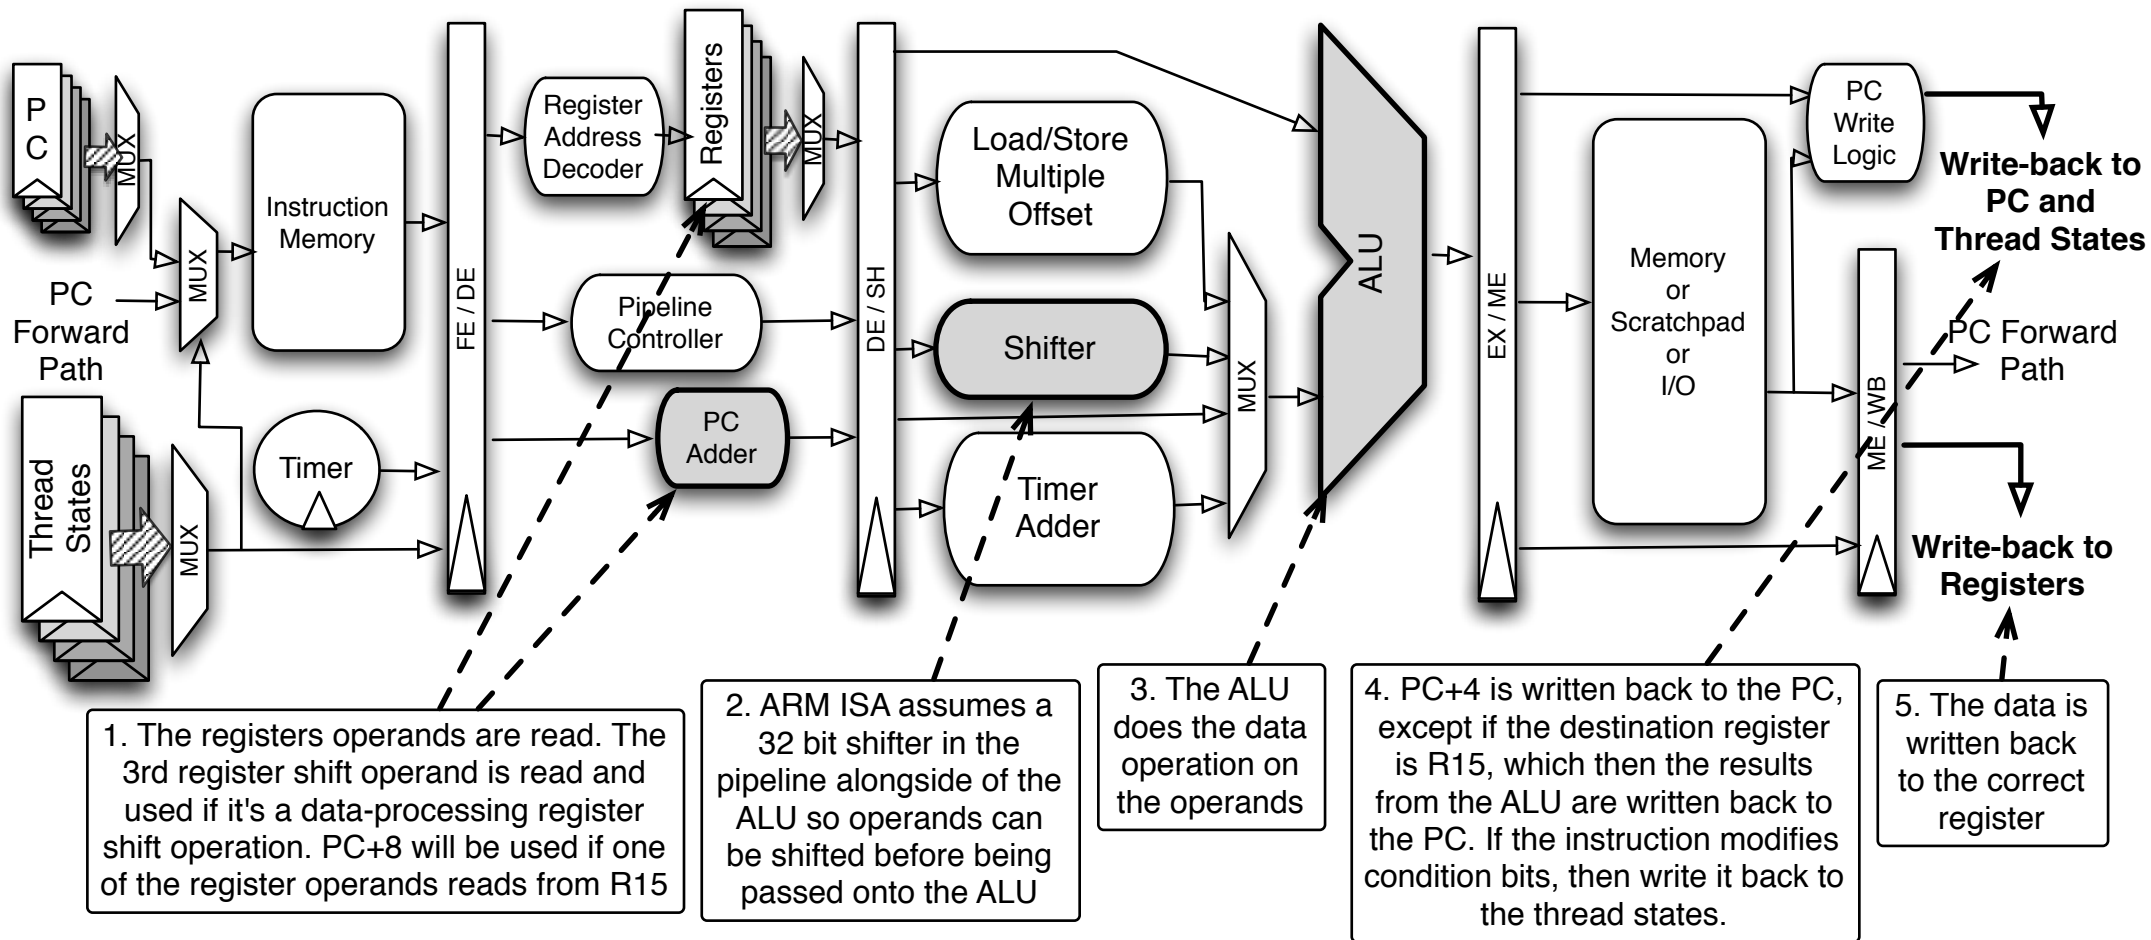 P
C
MUX
MUX
PC
Forward
Path
Thread
States
MUX
Instruction
Memory
Timer
FE / DE
Register
Address
Decoder
Registers
MUX
Pipeline
Controller
PC
Adder
DE / SH
Load/Store
Multiple
Offset
Shifter
Timer
Adder
MUX
ALU
EX / ME
Memory
or
Scratchpad
or
I/O
PC
Write
Logic
ME / WB
Write-back to
PC and
Thread States
PC Forward
Path
Write-back to
Registers
1. The registers operands are read. The
3rd register shift operand is read and
used if it's a data-processing register
shift operation. PC+8 will be used if one
of the register operands reads from R15
2. ARM ISA assumes a
32 bit shifter in the
pipeline alongside of the
ALU so operands can
be shifted before being
passed onto the ALU
3. The ALU
does the data
operation on
the operands
4. PC+4 is written back to the PC,
except if the destination register
is R15, which then the results
from the ALU are written back to
the PC. If the instruction modifies
condition bits, then write it back to
the thread states.
5. The data is
written back
to the correct
register